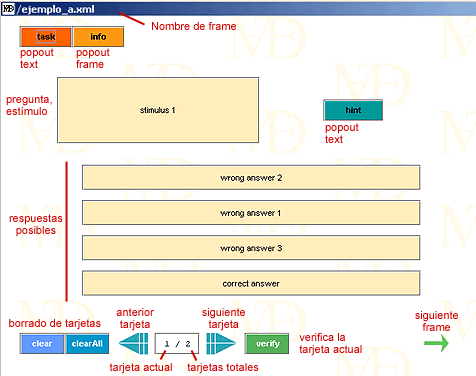 /ejemplo_a.xml
Nombre de frame
task
info
popout
text
popout
frame
pregunta,
estimulo
stimulus 1
hint
popout
text
wrong answer 2
respuestas
posibles
wrong answer 1
wrong answer 3
correct answer
borrado de tarjetas
anterior
tarjeta
siguiente
tarjeta
siguiente
frame
clear
clearAll
1 / 2
verify
verifica la
tarjeta actual
tarjeta actual
tarjetas totales